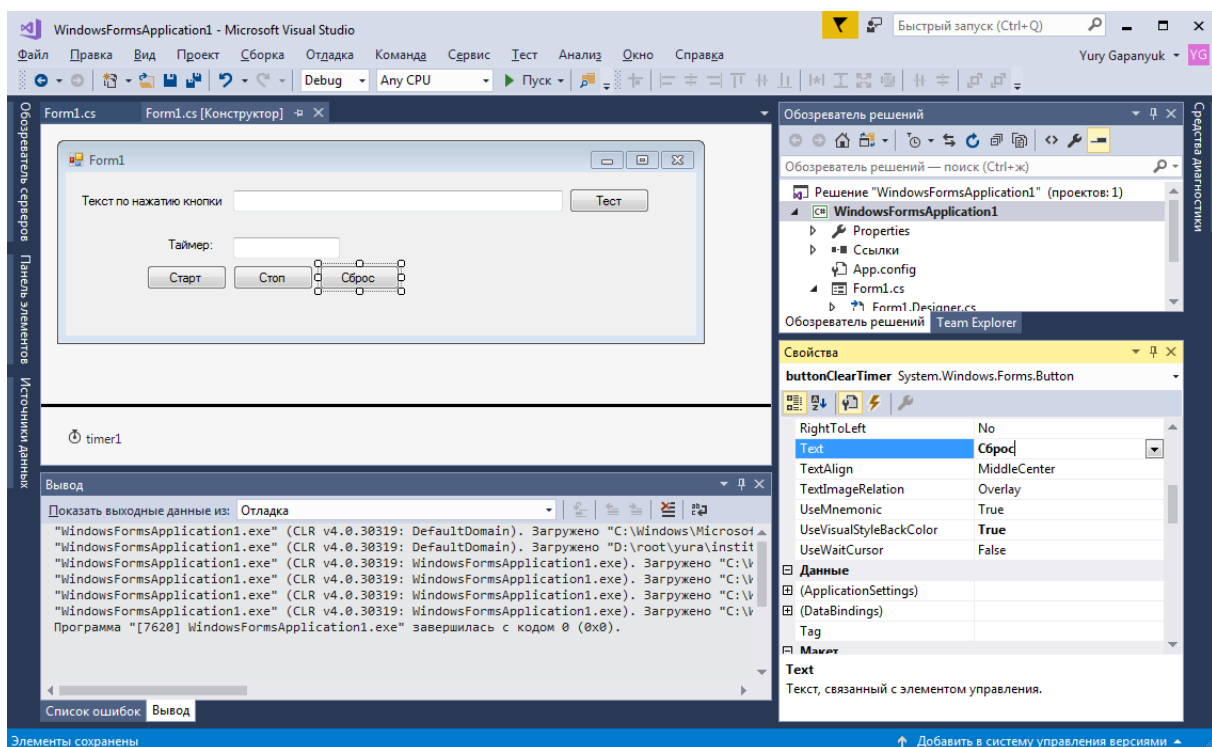 WindowsFormsApplication1 - Microsoft Visual Studio
Быстрый запуск (Ctrl+Q)
Файл Правка Вид Проект Сборка Отладка Команда Сервис Тест Анализ Окно Справка
Yury Gapanyuk YG
Debug Any CPU Пуск
Обозреватель серверов
Панель элементов
Источники данных
Form1.cs Form1.cs [Конструктор]
Form1
Текст по нажатию кнопки Тест
Таймер:
Старт Стоп Сброс
timer1
Вывод
Показать выходные данные из: Отладка
"WindowsFormsApplication1.exe" (CLR v4.0.30319: DefaultDomain). Загружено "C:\Windows\Microsof
"WindowsFormsApplication1.exe" (CLR v4.0.30319: DefaultDomain). Загружено "D:\root\yura\instit
"WindowsFormsApplication1.exe" (CLR v4.0.30319: WindowsFormsApplication1.exe). Загружено "C:\W
"WindowsFormsApplication1.exe" (CLR v4.0.30319: WindowsFormsApplication1.exe). Загружено "C:\W
"WindowsFormsApplication1.exe" (CLR v4.0.30319: WindowsFormsApplication1.exe). Загружено "C:\W
"WindowsFormsApplication1.exe" (CLR v4.0.30319: WindowsFormsApplication1.exe). Загружено "C:\W
Программа "[7620] WindowsFormsApplication1.exe" завершилась с кодом 0 (0x0).
Список ошибок Вывод
Обозреватель решений
Обозреватель решений — поиск (Ctrl+ж)
Решение "WindowsFormsApplication1" (проектов: 1)
C# WindowsFormsApplication1
Properties
Ссылки
App.config
Form1.cs
Form1.Designer.cs
Обозреватель решений Team Explorer
Свойства
buttonClearTimer System.Windows.Forms.Button
RightToLeft No
Text Сброс
TextAlign MiddleCenter
TextImageRelation Overlay
UseMnemonic True
UseVisualStyleBackColor True
UseWaitCursor False
Данные
(ApplicationSettings)
(DataBindings)
Tag
Макет
Text
Текст, связанный с элементом управления.
Средства диагностики
Элементы сохранены
Добавить в систему управления версиями